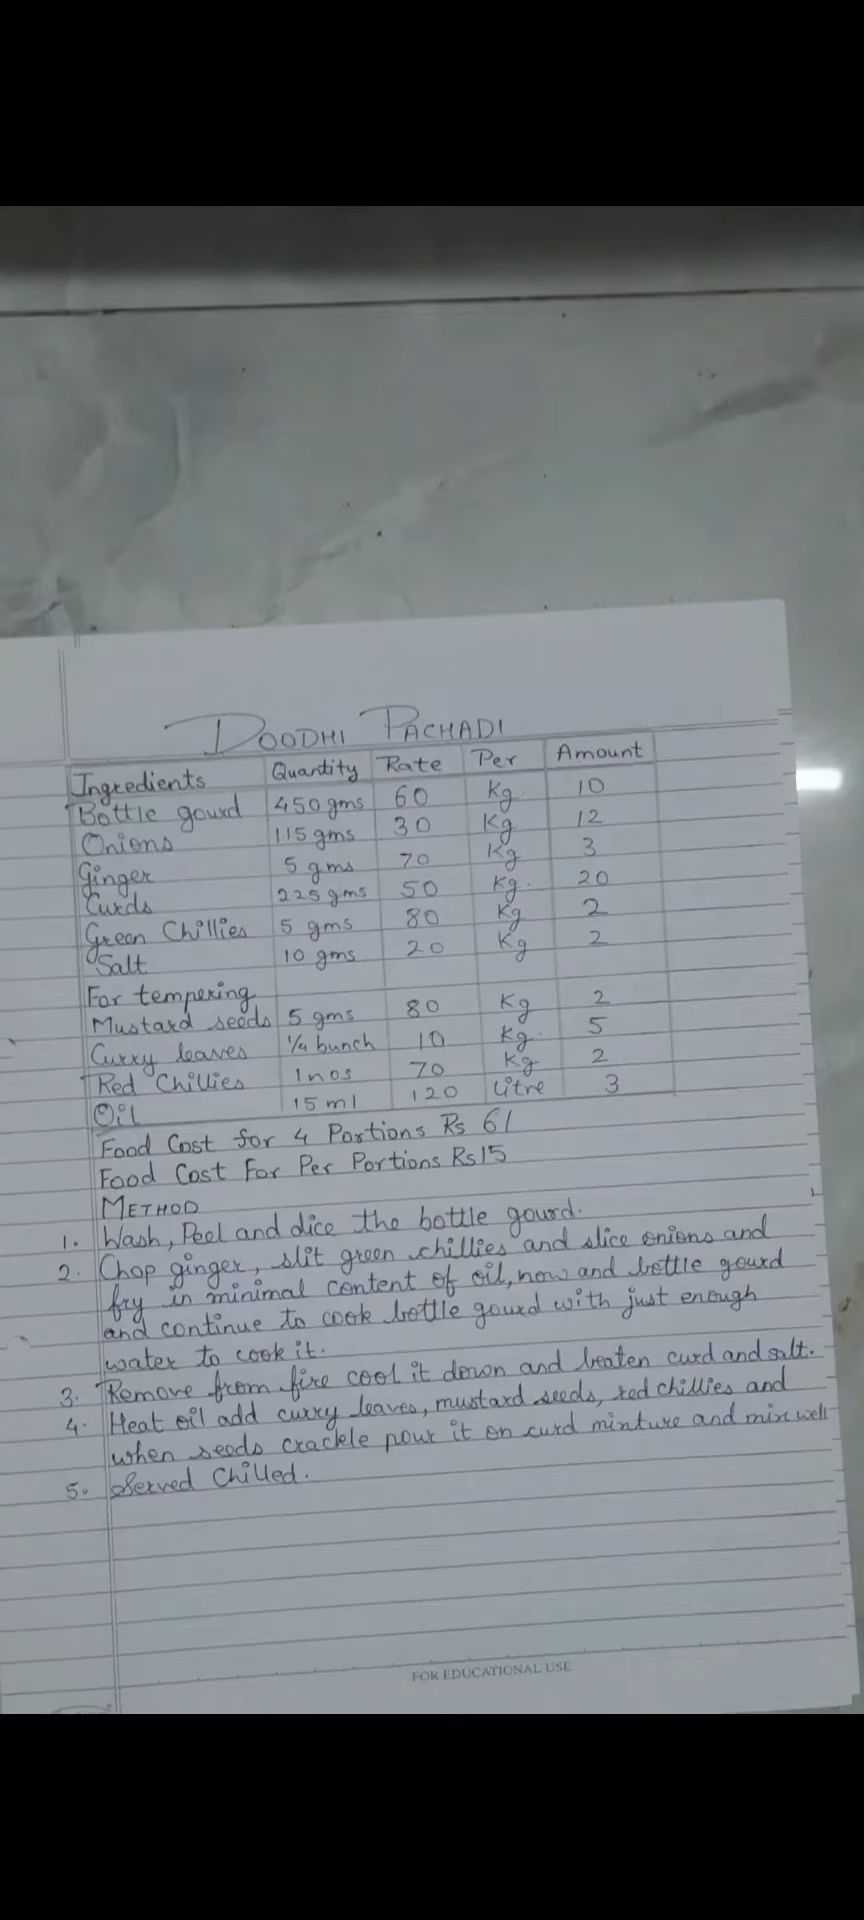 DOODHI PACHADI
Ingredients Quantity Rate Per Amount
Bottle gourd 450 gms 60 Kg. 10
Onions 115 gms 30 Kg 12
Ginger 5 gms 70 Kg 3
Curds 225 gms 50 Kg. 20
Green Chillies 5 gms 80 Kg 2
Salt 10 gms 20 Kg 2
For tempering
Mustard seeds 5 gms 80 Kg 2
Curry leaves 1/4 bunch 10 Kg. 5
Red Chillies 1nos 70 Kg 2
Oil 15 ml 120 Litre 3
Food Cost for 4 Portions Rs 61
Food Cost For Per Portions Rs15
METHOD
1. Wash, Peel and dice the bottle gourd.
2. Chop ginger, slit green chillies and slice onions and
fry in minimal content of oil, now and bottle gourd
and continue to cook bottle gourd with just enough
water to cook it.
3. Remove from fire cool it down and beaten curd and salt.
4. Heat oil add curry leaves, mustard seeds, red chillies and
when seeds crackle pour it on curd mixture and mix well
5. Served Chilled.
FOR EDUCATIONAL USE